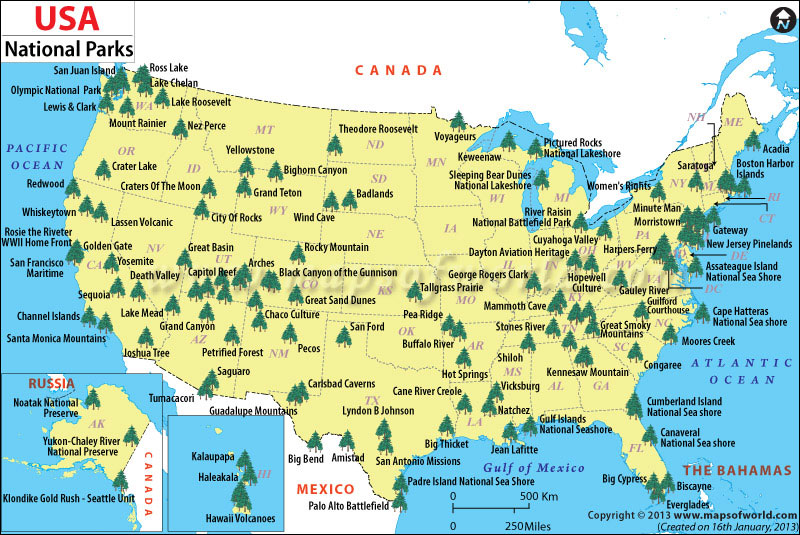 USA
National Parks
N
CANADA
PACIFIC
OCEAN
San Juan Island
Ross Lake
Lake Chelan
Olympic National Park
Lewis & Clark
WA
Lake Roosevelt
Mount Rainier
Nez Perce
MT
Theodore Roosevelt
ND
Voyageurs
Keweenaw
Pictured Rocks
National Lakeshore
NH
ME
Acadia
OR
ID
Yellowstone
Bighorn Canyon
MN
SD
Sleeping Bear Dunes
National Lakeshore
WI
MI
Saratoga
Boston Harbor
Islands
Crater Lake
Craters Of The Moon
Grand Teton
Badlands
Women's Rights
NY
RI
CT
Redwood
Whiskeytown
Lassen Volcanic
City Of Rocks
WY
Wind Cave
River Raisin
National Battlefield Park
Minute Man
Morristown
Rosie the Riveter
WWII Home Front
Golden Gate
NV
Great Basin
UT
Rocky Mountain
NE
IA
Dayton Aviation Heritage
Cuyahoga Valley
PA
Harpers Ferry
Gateway
New Jersey Pinelands
DE
San Francisco
Maritime
CA
Yosemite
Death Valley
Capitol Reef
Arches
Black Canyon of the Gunnison
CO
KS
Tallgrass Prairie
MO
George Rogers Clark
IL
IN
OH
Hopewell
Culture
WV
VA
Gauley River
DC
Assateague Island
National Sea Shore
Sequoia
Lake Mead
Grand Canyon
Great Sand Dunes
Chaco Culture
Pea Ridge
Mammoth Cave
KY
Guilford
Courthouse
Cape Hatteras
National Sea shore
Channel Islands
Santa Monica Mountains
Joshua Tree
AZ
Petrified Forest
NM
Pecos
San Ford
OK
Buffalo River
AR
Stones River
TN
Great Smoky
Mountains
NC
Moores Creek
Hot Springs
Shiloh
Kennesaw Mountain
SC
Congaree
ATLANTIC
OCEAN
RUSSIA
Noatak National
Preserve
AK
Yukon-Chaley River
National Preserve
CANADA
Klondike Gold Rush - Seattle Unit
Saguaro
Tumacacori
Guadalupe Mountains
Carlsbad Caverns
TX
Lyndon B Johnson
Cane River Creole
LA
MS
AL
GA
Vicksburg
Natchez
Cumberland Island
National Sea shore
Kalaupapa
Haleakala
HI
Hawaii Volcanoes
Big Bend
Amistad
San Antonio Missions
Big Thicket
Jean Lafitte
Gulf Islands
National Seashore
FL
Canaveral
National Sea shore
MEXICO
Padre Island National Sea Shore
Palo Alto Battlefield
Gulf of Mexico
Big Cypress
Biscayne
Everglades
THE BAHAMAS
0 500 Km
0 250 Miles
Copyright © 2013 www.mapsofworld.com
(Created on 16th January, 2013)